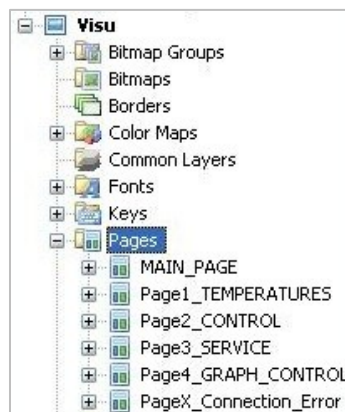 Visu
Bitmap Groups
Bitmaps
Borders
Color Maps
Common Layers
Fonts
Keys
Pages
MAIN_PAGE
Page1_TEMPERATURES
Page2_CONTROL
Page3_SERVICE
Page4_GRAPH_CONTROL
PageX_Connection_Error